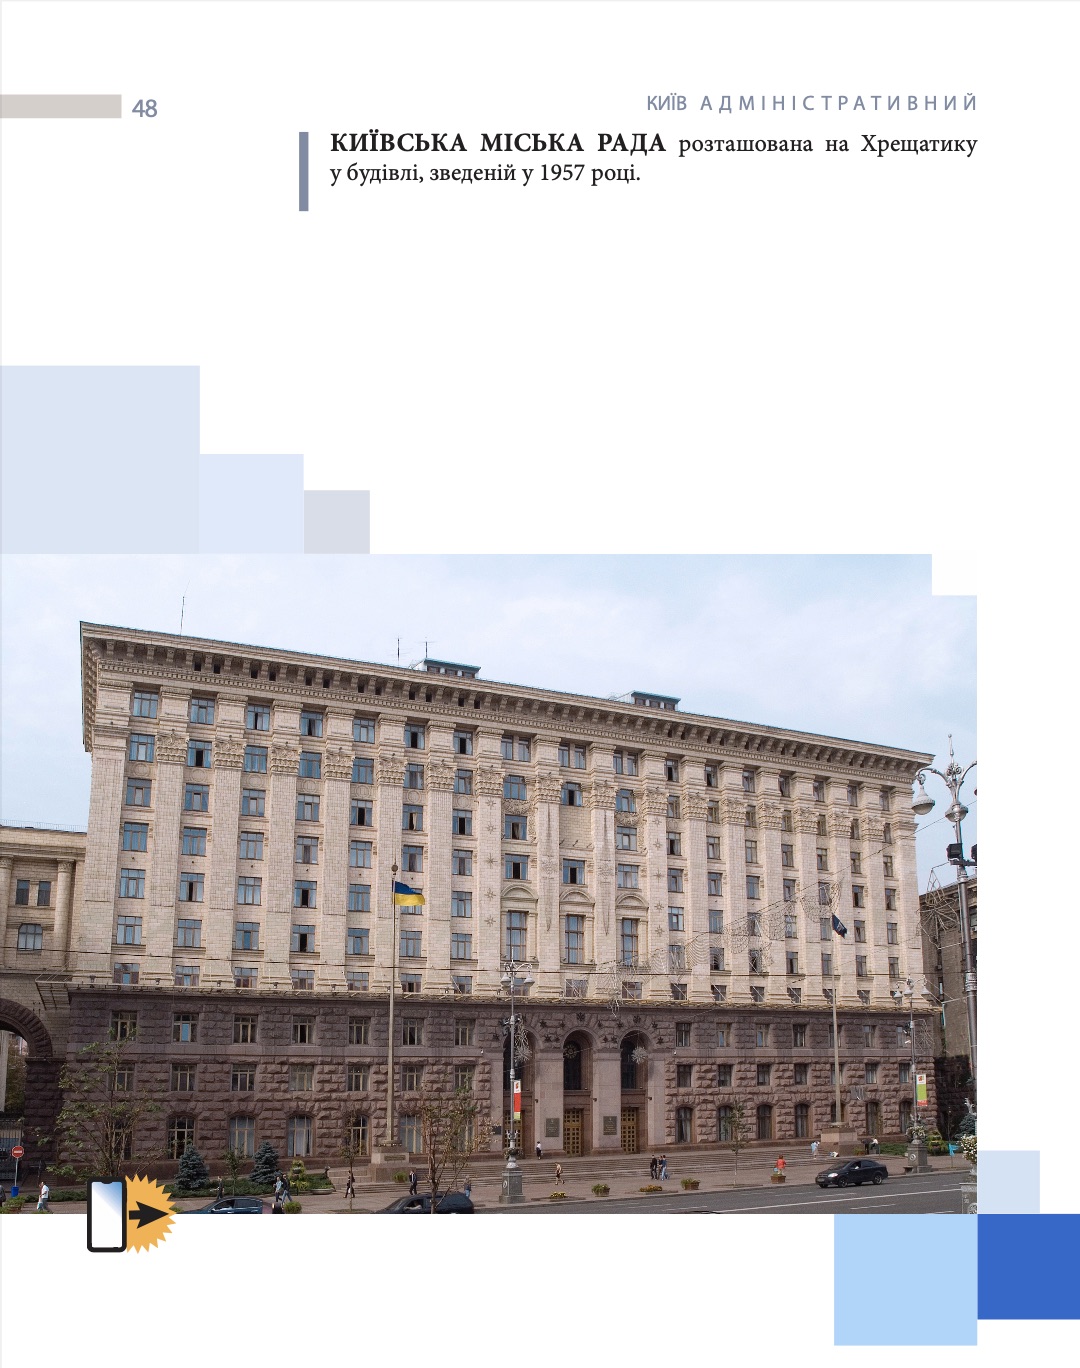 48
КИЇВ АДМІНІСТРАТИВНИЙ
КИЇВСЬКА МІСЬКА РАДА розташована на Хрещатику
у будівлі, зведеній у 1957 році.